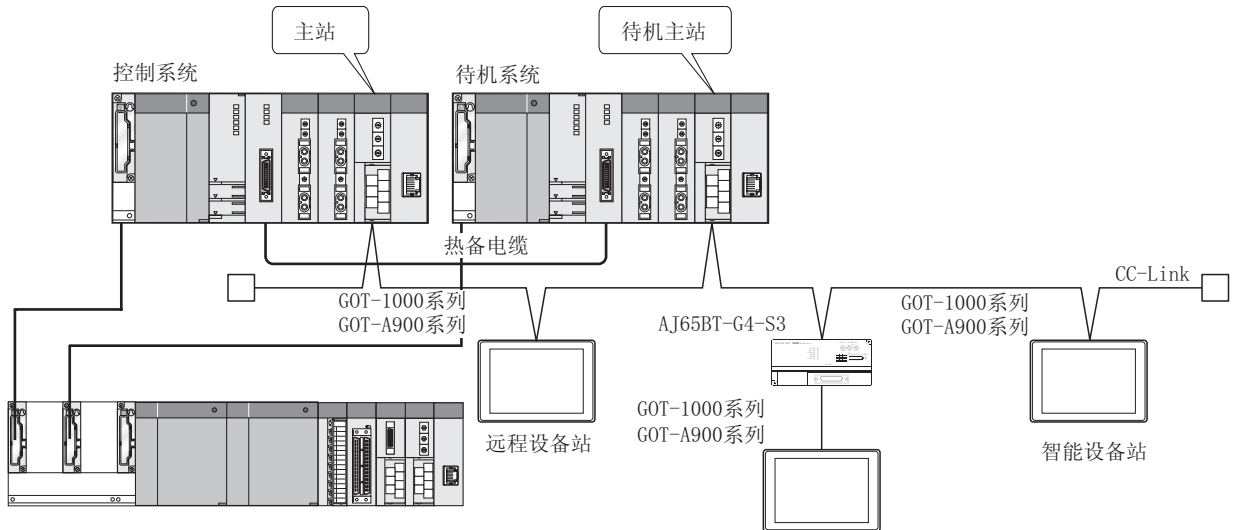 主站
待机主站
控制系统
待机系统
热备电缆
CC-Link
GOT-1000系列
GOT-A900系列
AJ65BT-G4-S3
GOT-1000系列
GOT-A900系列
GOT-1000系列
GOT-A900系列
远程设备站
智能设备站